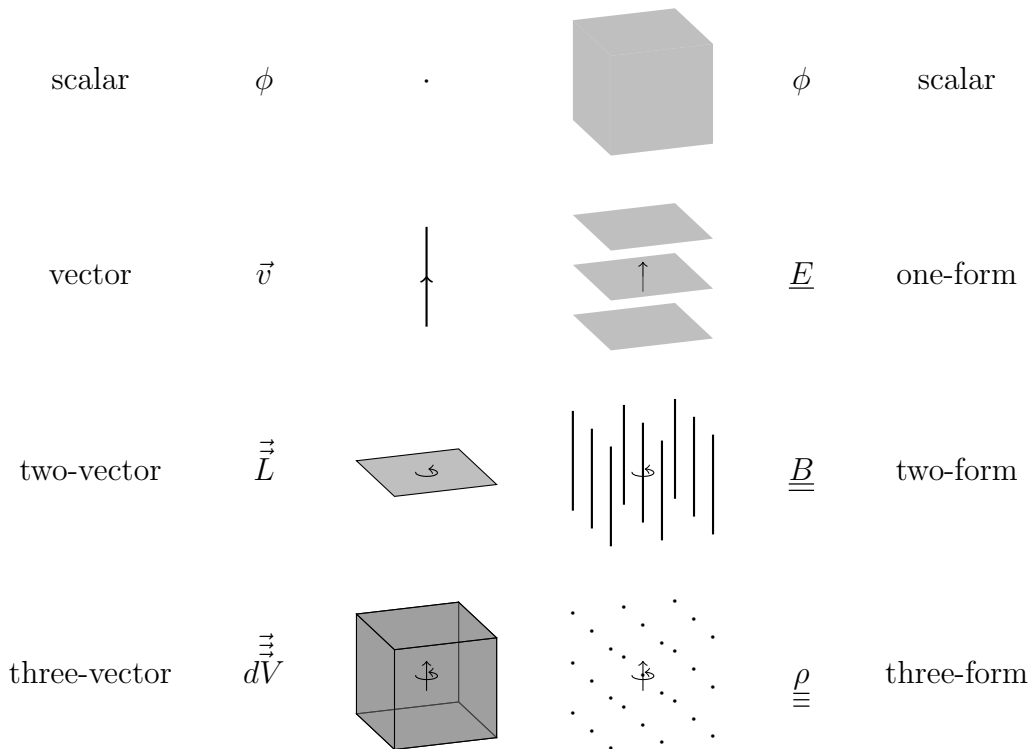 scalar ϕ ϕ scalar
vector v⃗ E̲ one-form
two-vector L⃗⃗ B̳ two-form
three-vector dV⃗⃗⃗ ρ̳̲ three-form